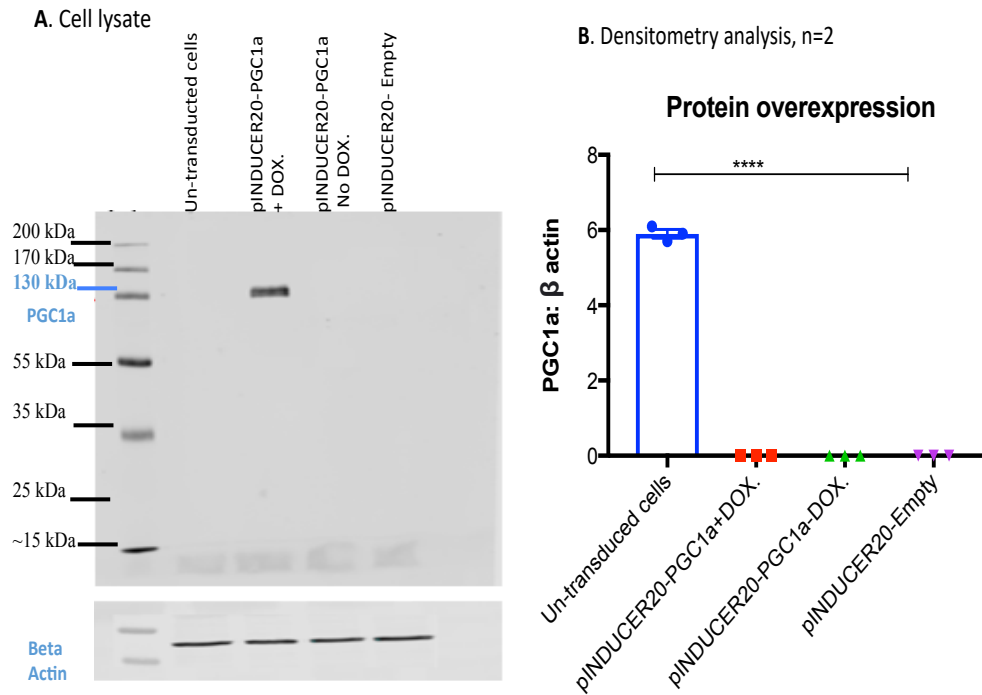 A. Cell lysate
Un-transducted cells
pINDUCER20-PGC1a
+ DOX.
pINDUCER20-PGC1a
No DOX.
pINDUCER20- Empty
200 kDa
170 kDa
130 kDa
PGC1a
55 kDa
35 kDa
25 kDa
~15 kDa
Beta
Actin
B. Densitometry analysis, n=2
Protein overexpression
****
8
6
4
2
0
PGC1a: β actin
Un-transduced cells
pINDUCER20-PGC1a+DOX.
pINDUCER20-PGC1a-DOX.
pINDUCER20-Empty